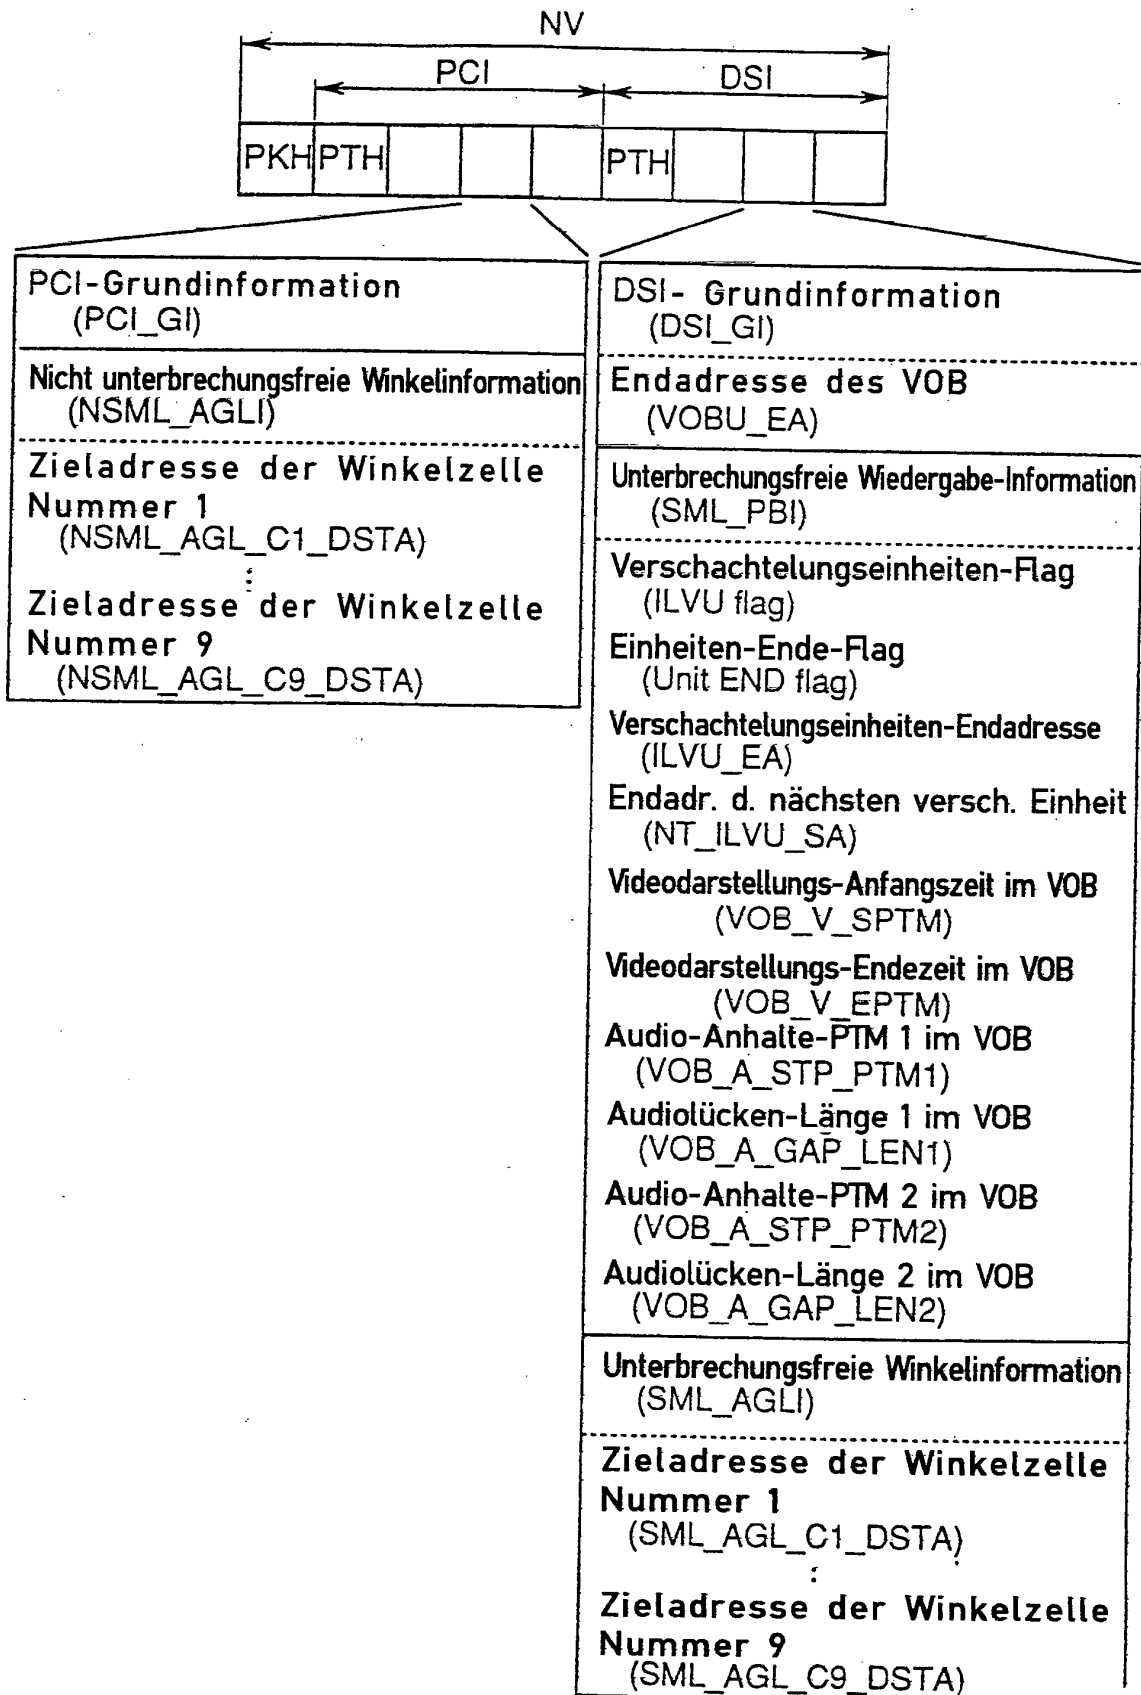 NV
PCI DSI
PKH PTH PTH
PCI-Grundinformation
(PCI_GI)
Nicht unterbrechungsfreie Winkelinformation
(NSML_AGLI)
Zieladresse der Winkelzelle
Nummer 1
(NSML_AGL_C1_DSTA)
⋮
Zieladresse der Winkelzelle
Nummer 9
(NSML_AGL_C9_DSTA)
DSI- Grundinformation
(DSI_GI)
Endadresse des VOB
(VOBU_EA)
Unterbrechungsfreie Wiedergabe-Information
(SML_PBI)
Verschachtelungseinheiten-Flag
(ILVU flag)
Einheiten-Ende-Flag
(Unit END flag)
Verschachtelungseinheiten-Endadresse
(ILVU_EA)
Endadr. d. nächsten versch. Einheit
(NT_ILVU_SA)
Videodarstellungs-Anfangszeit im VOB
(VOB_V_SPTM)
Videodarstellungs-Endezeit im VOB
(VOB_V_EPTM)
Audio-Anhalte-PTM 1 im VOB
(VOB_A_STP_PTM1)
Audiolücken-Länge 1 im VOB
(VOB_A_GAP_LEN1)
Audio-Anhalte-PTM 2 im VOB
(VOB_A_STP_PTM2)
Audiolücken-Länge 2 im VOB
(VOB_A_GAP_LEN2)
Unterbrechungsfreie Winkelinformation
(SML_AGLI)
Zieladresse der Winkelzelle
Nummer 1
(SML_AGL_C1_DSTA)
⋮
Zieladresse der Winkelzelle
Nummer 9
(SML_AGL_C9_DSTA)